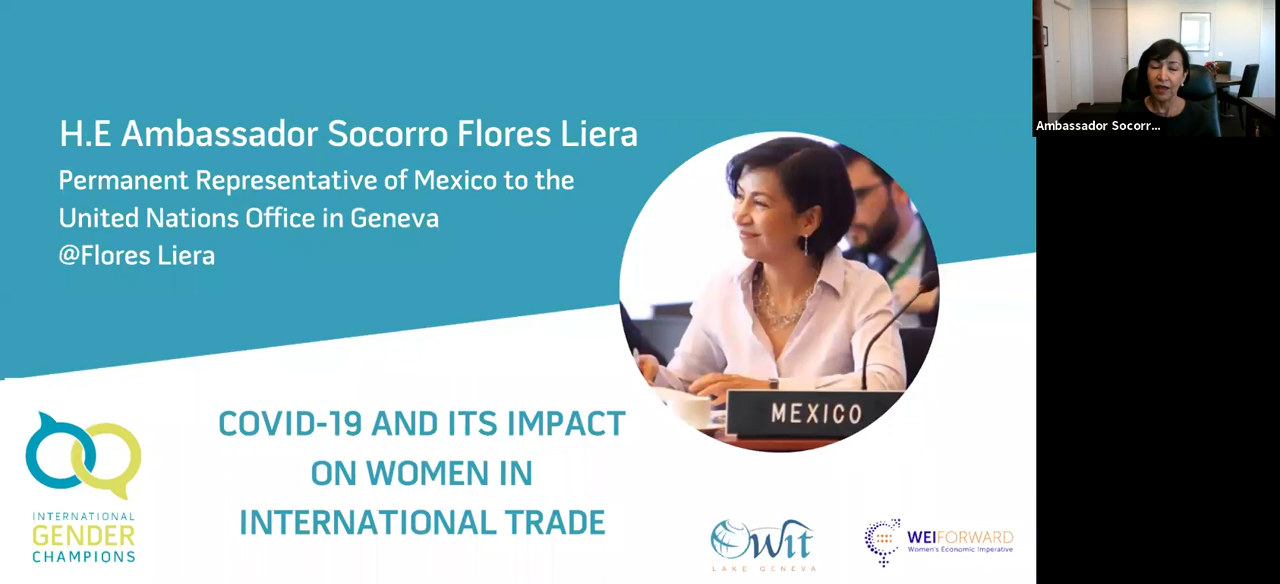 H.E Ambassador Socorro Flores Liera
Permanent Representative of Mexico to the
United Nations Office in Geneva
@Flores Liera
Ambassador Socorr...
MEXICO
COVID-19 AND ITS IMPACT
ON WOMEN IN
INTERNATIONAL TRADE
INTERNATIONAL
GENDER
CHAMPIONS
OWit
LAKE GENEVA
WEIFORWARD
Women's Economic Imperative